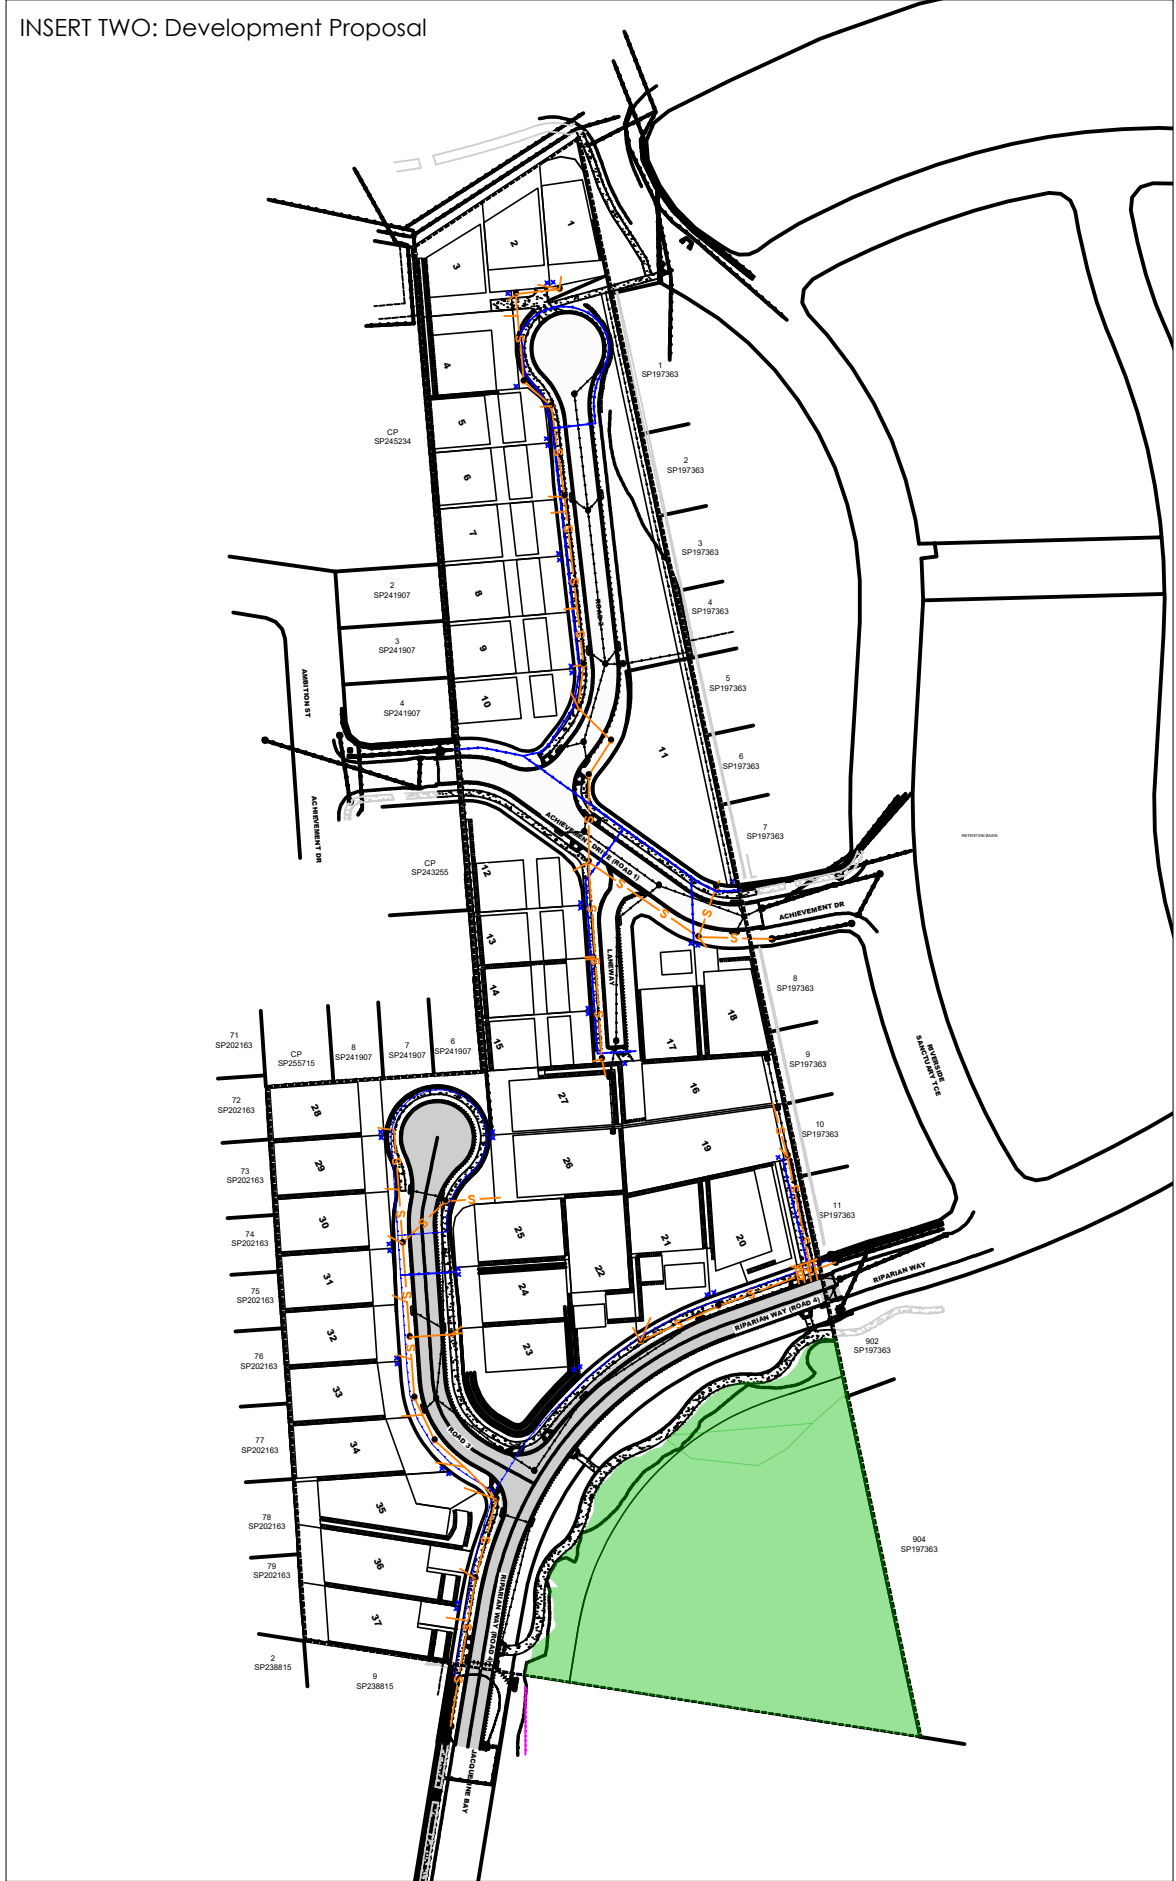 INSERT TWO: Development Proposal
1
2
3
4
5
6
7
8
9
10
11
1
SP197363
2
SP197363
3
SP197363
4
SP197363
5
SP197363
6
SP197363
7
SP197363
CP
SP245234
2
SP241907
3
SP241907
4
SP241907
AMBITION ST
ACHIEVEMENT DR
ROAD 2
ACHIEVEMENT DRIVE (ROAD 1)
RETENTION BASIN
CP
SP243255
ACHIEVEMENT DR
LANEWAY
12
13
14
15
16
17
18
8
SP197363
9
SP197363
10
SP197363
11
SP197363
RIVERSIDE
SANCTUARY TCE
71
SP202163
CP
SP255715
8
SP241907
7
SP241907
6
SP241907
72
SP202163
73
SP202163
74
SP202163
75
SP202163
76
SP202163
77
SP202163
78
SP202163
79
SP202163
2
SP238815
9
SP238815
19
20
21
22
23
24
25
26
27
28
29
30
31
32
33
34
35
36
37
S
S
S
S
S
S
S
ROAD 3
RIPARIAN WAY (ROAD 4)
RIPARIAN WAY
902
SP197363
904
SP197363
RIPARIAN WAY (ROAD 4)
JACQUELINE BAY